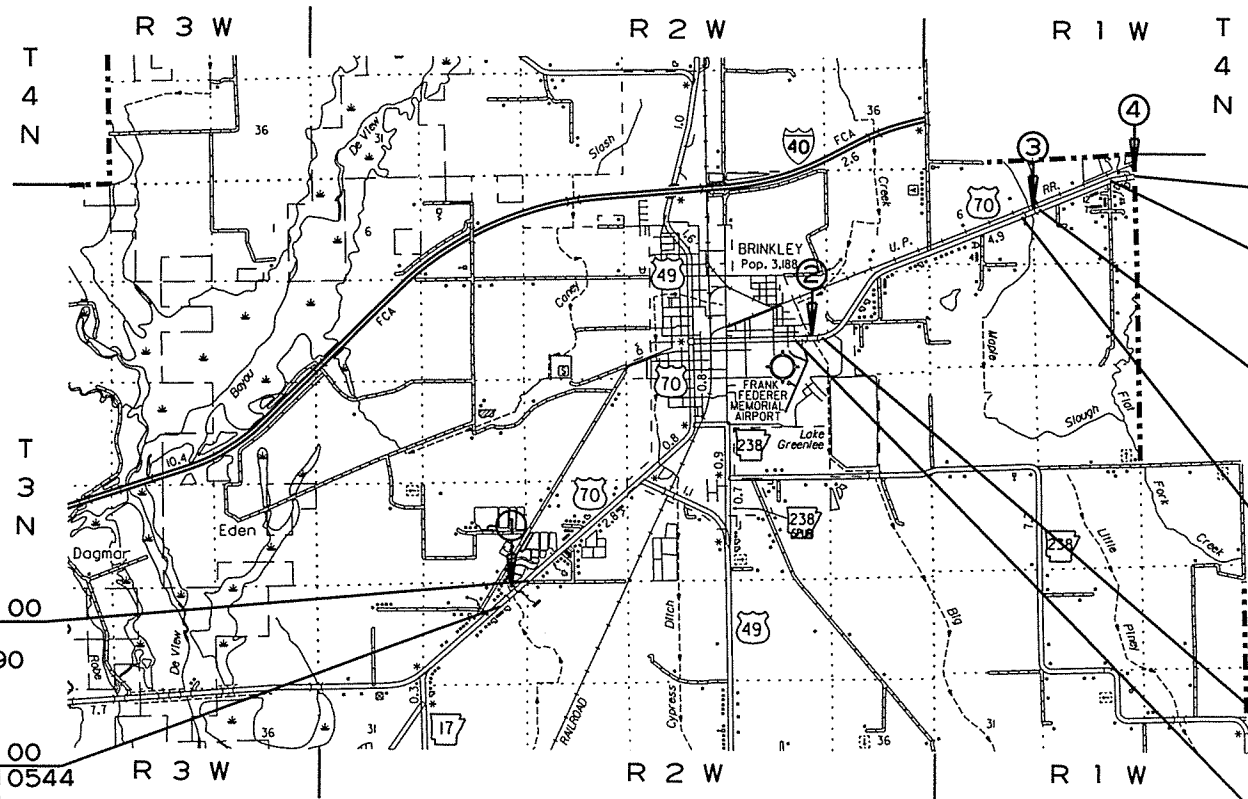 R 3 W
R 2 W
R 1 W
T
4
N
T
4
N
36
De View
31
Slash
1.0
40
FCA
2.6
36
Creek
3
4
70
RR.
6
U.P.
4.9
6
1.6
BRINKLEY
Pop. 3,188
2
49
Caney
FCA
70
0.8
FRANK
FEDERER
MEMORIAL
AIRPORT
Lake
Greenlee
Maple
Slough
Flat
Bayou
10.4
T
3
N
238
0.8
0.9
0.7
70
2.8
1
238
SPUR
238
Fork
Creek
Little
Piney
Big
Eden
Dagmar
00
90
Robe
De View
Ditch
Cypress
49
7.7
0.3
17
RAILROAD
36
31
36
31
00
0544
R 3 W
R 2 W
R 1 W